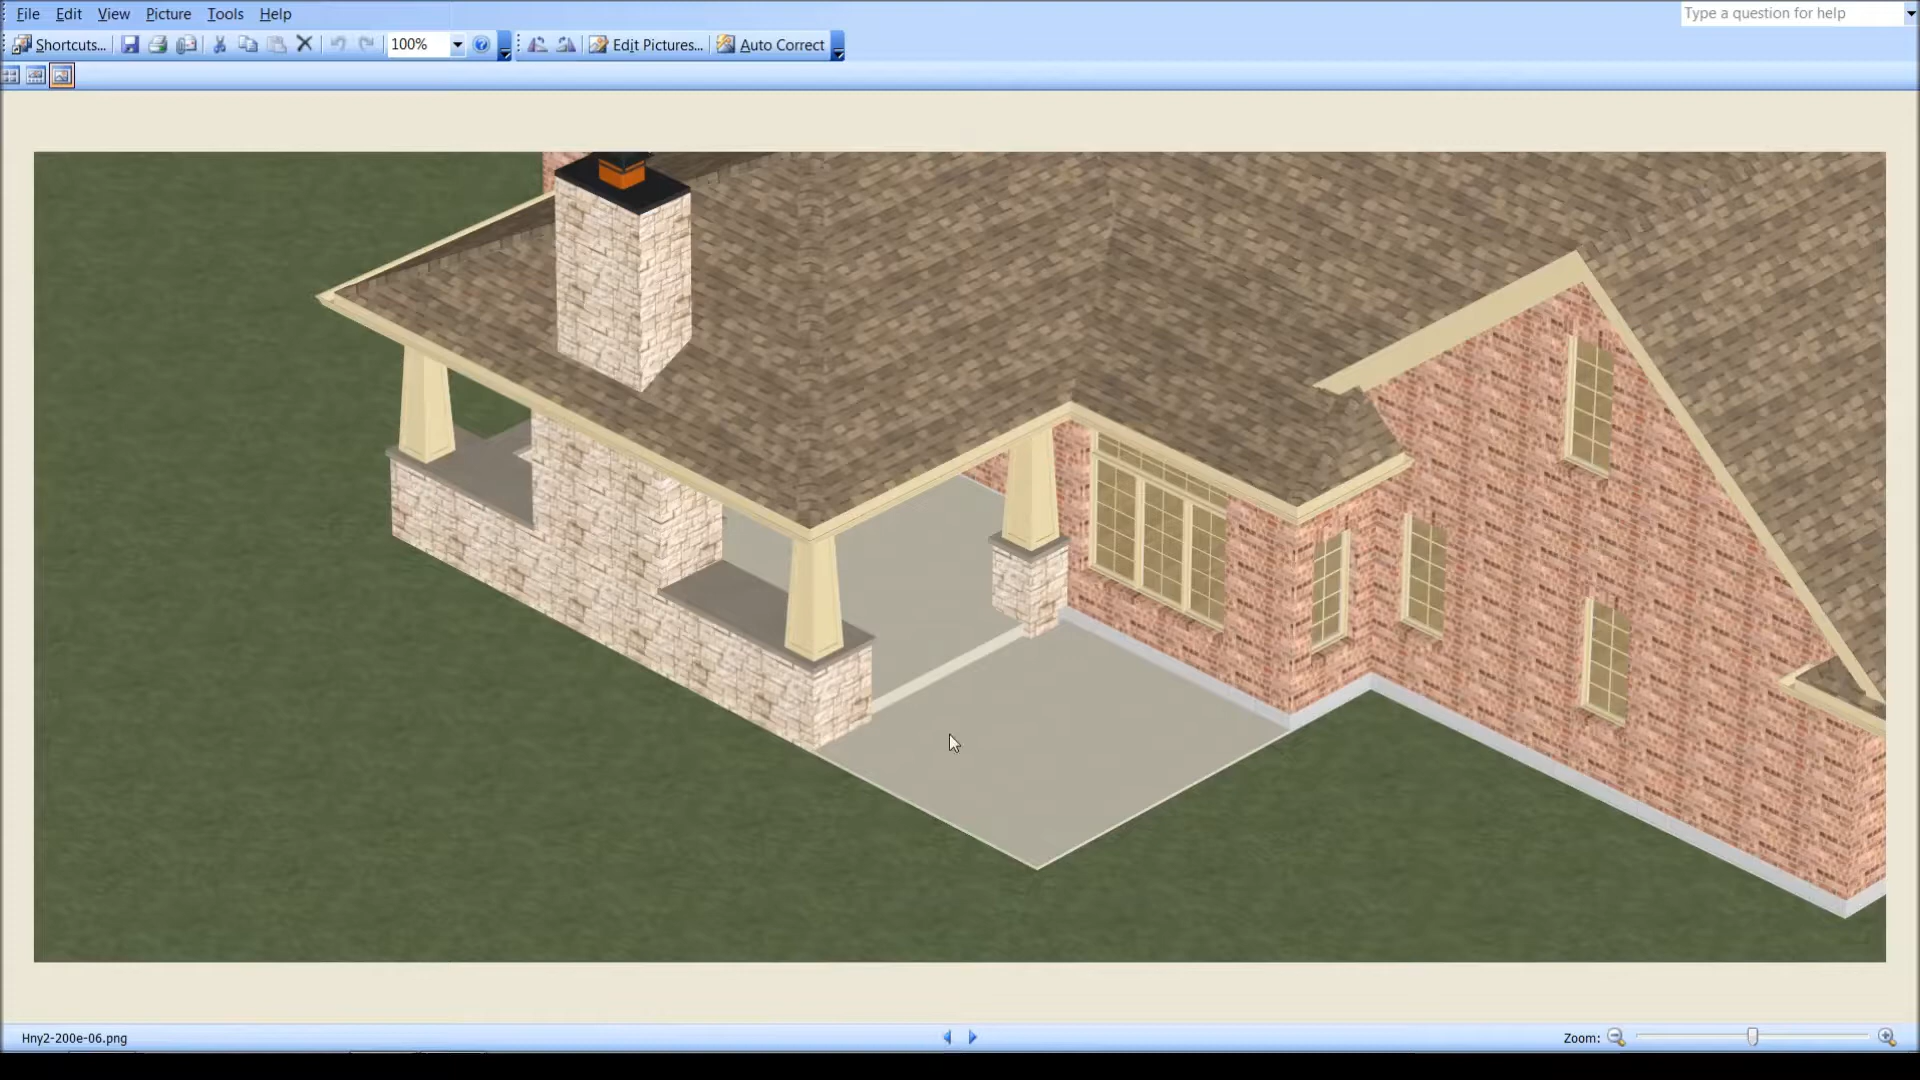 File Edit View Picture Tools Help
Type a question for help
Shortcuts... 100% Edit Pictures... Auto Correct
Hny2-200e-06.png
Zoom: